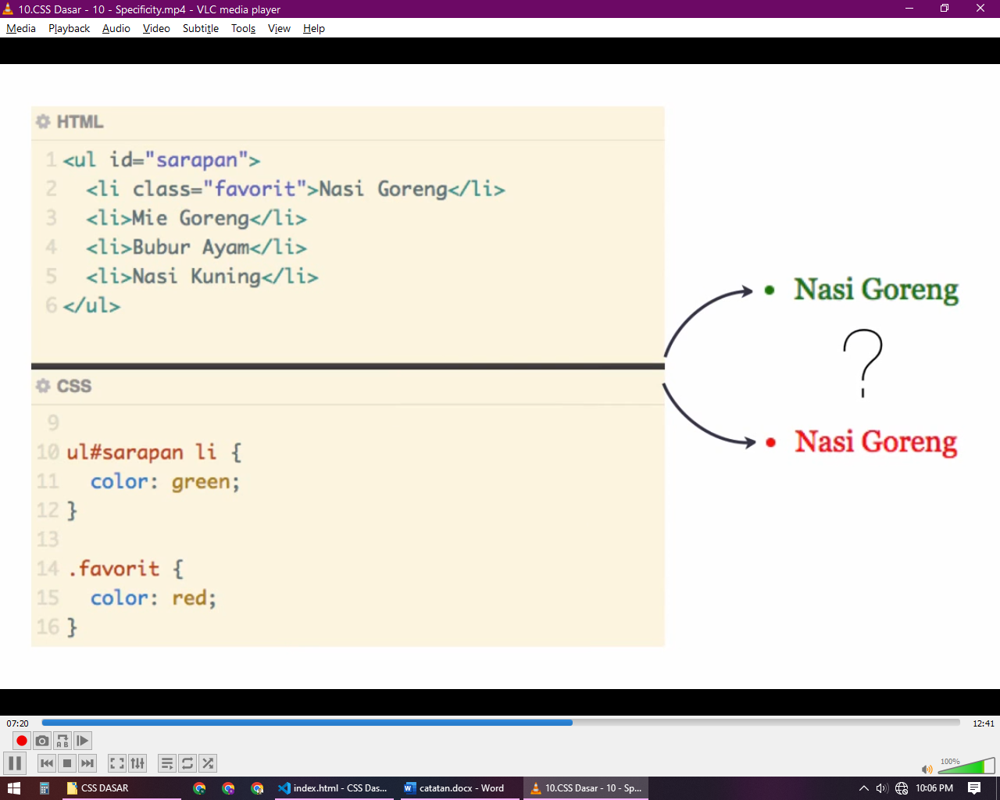 10.CSS Dasar - 10 - Specificity.mp4 - VLC media player
Media Playback Audio Video Subtitle Tools View Help
HTML
1 <ul id="sarapan">
2 <li class="favorit">Nasi Goreng</li>
3 <li>Mie Goreng</li>
4 <li>Bubur Ayam</li>
5 <li>Nasi Kuning</li>
6 </ul>
CSS
9
10 ul#sarapan li {
11 color: green;
12 }
13
14 .favorit {
15 color: red;
16 }
• Nasi Goreng
?
• Nasi Goreng
07:20 12:41
A B
100%
CSS DASAR
index.html - CSS Das...
catatan.docx - Word
10.CSS Dasar - 10 - Sp...
10:06 PM